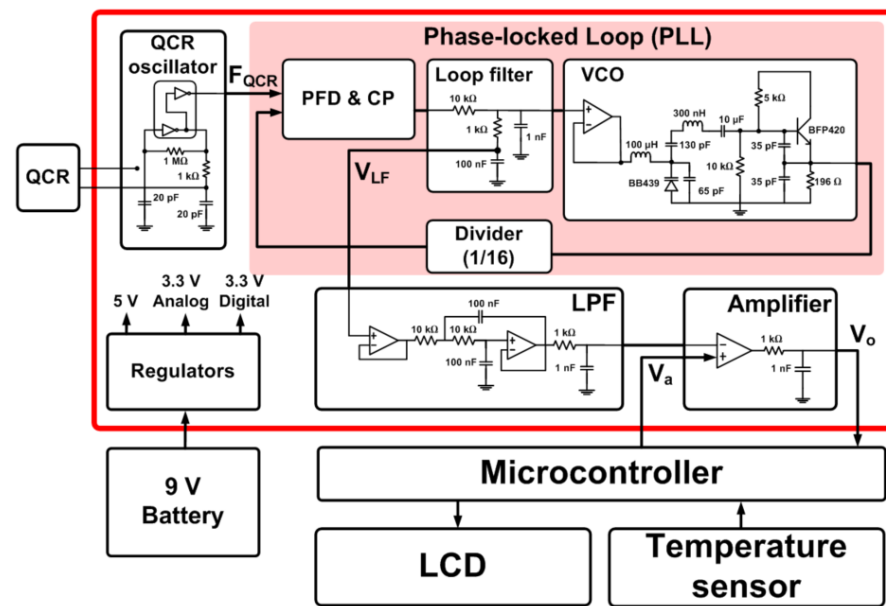 Phase-locked Loop (PLL)
QCR
oscillator
1 MΩ
1 kΩ
20 pF
20 pF
QCR
F_QCR
PFD & CP
Loop filter
10 kΩ
1 kΩ
1 nF
100 nF
V_LF
VCO
100 µH
300 nH
10 µF
130 pF
BB439
65 pF
10 kΩ
5 kΩ
BFP420
35 pF
35 pF
196 Ω
Divider
(1/16)
5 V
3.3 V
Analog
3.3 V
Digital
Regulators
9 V
Battery
LPF
100 nF
10 kΩ
10 kΩ
100 nF
1 kΩ
1 nF
Amplifier
1 kΩ
1 nF
V_a
V_o
Microcontroller
LCD
Temperature
sensor